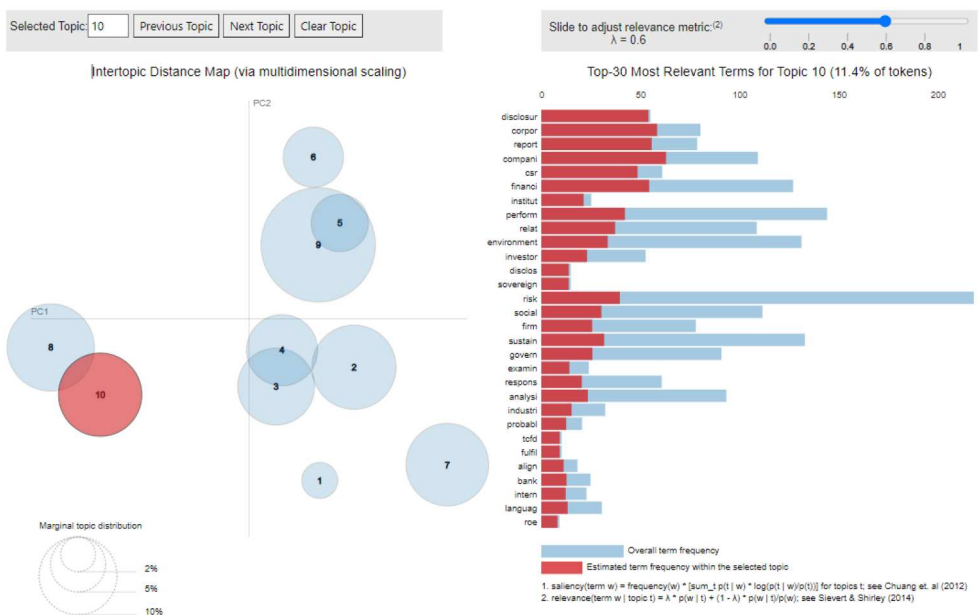 Selected Topic: 10 Previous Topic Next Topic Clear Topic
Slide to adjust relevance metric:(2)
λ = 0.6
0.0 0.2 0.4 0.6 0.8 1
Intertopic Distance Map (via multidimensional scaling)
PC2
PC1
6
5
9
8
10
4
3
2
7
1
Marginal topic distribution
2%
5%
10%
Top-30 Most Relevant Terms for Topic 10 (11.4% of tokens)
0 50 100 150 200
disclosur
corpor
report
compani
csr
financi
institut
perform
relat
environment
investor
disclos
sovereign
risk
social
firm
sustain
govern
examin
respons
analysi
industri
probabl
tcfd
fulfil
align
bank
intern
languag
roe
Overall term frequency
Estimated term frequency within the selected topic
1. saliency(term w) = frequency(w) * [sum_t p(t | w) * log(p(t | w)/p(t))] for topics t; see Chuang et. al (2012)
2. relevance(term w | topic t) = λ * p(w | t) + (1 - λ) * p(w | t)/p(w); see Sievert & Shirley (2014)